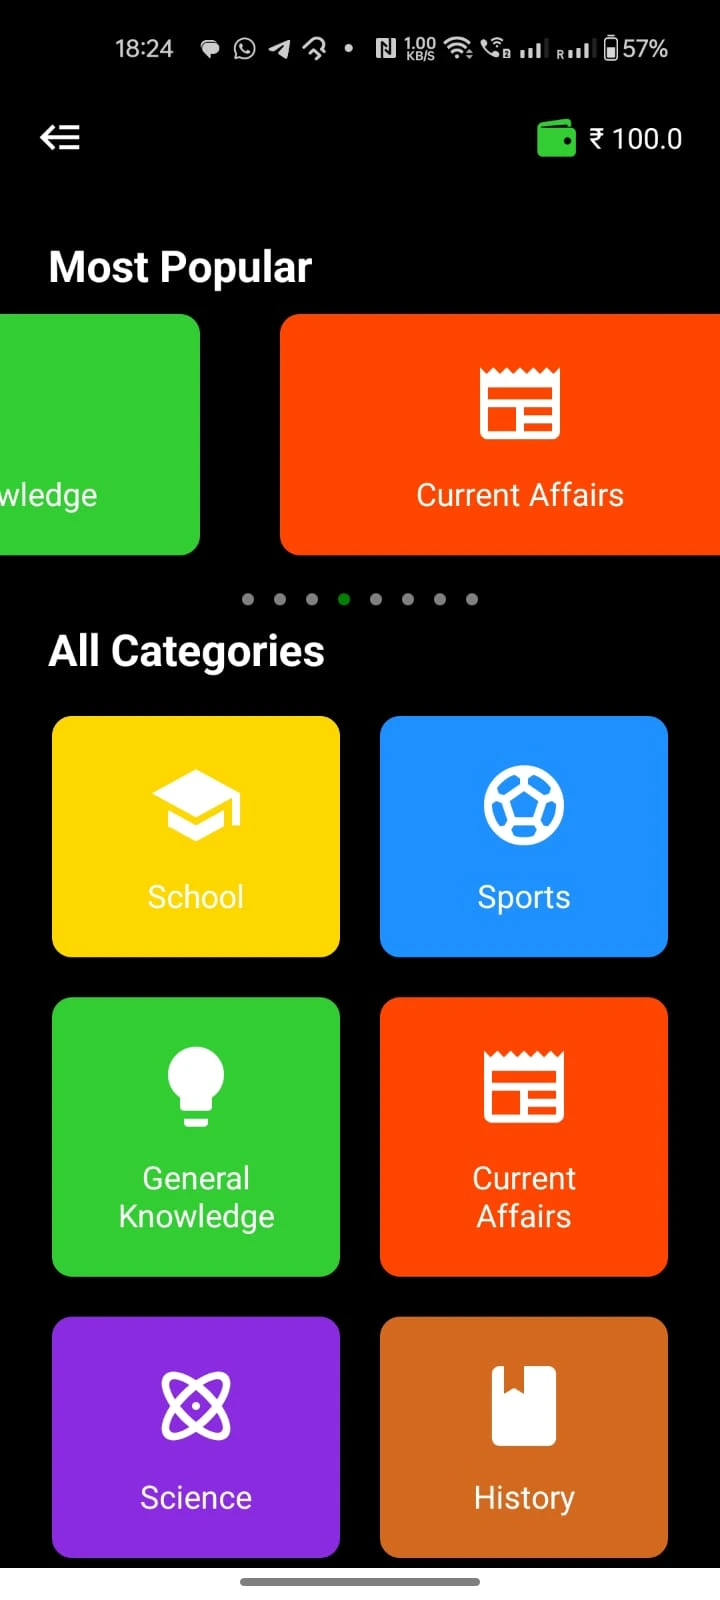 18:24 1.00 KB/S 2 R 57%
₹ 100.0
Most Popular
wledge
Current Affairs
All Categories
School
Sports
General
Knowledge
Current
Affairs
Science
History